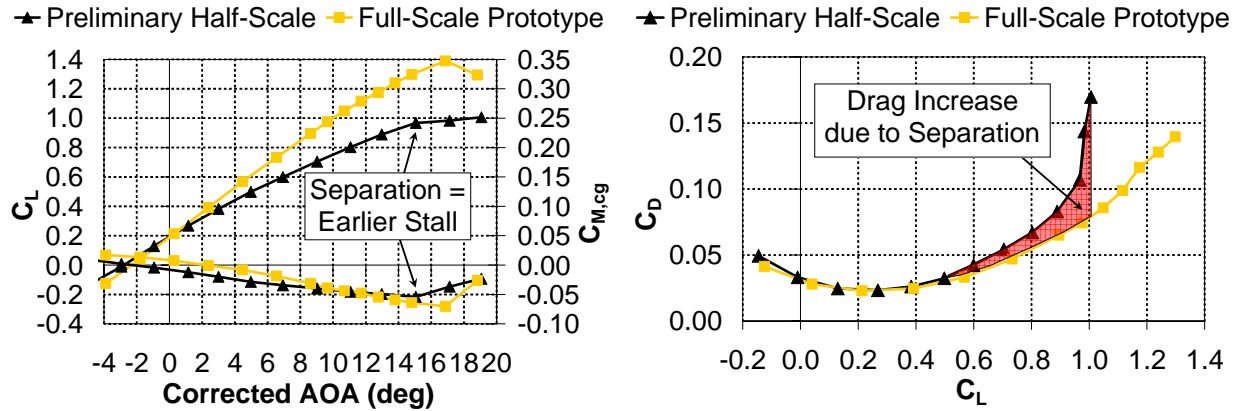 Preliminary Half-Scale Full-Scale Prototype
1.4
1.2
1.0
0.8
0.6
0.4
0.2
0.0
-0.2
-0.4
C_L
0.35
0.30
0.25
0.20
0.15
0.10
0.05
0.00
-0.05
-0.10
C_M,cg
Separation =
Earlier Stall
-4 -2 0 2 4 6 8 10 12 14 16 18 20
Corrected AOA (deg)
Preliminary Half-Scale Full-Scale Prototype
0.20
0.15
0.10
0.05
0.00
C_D
Drag Increase
due to Separation
-0.2 0.0 0.2 0.4 0.6 0.8 1.0 1.2 1.4
C_L